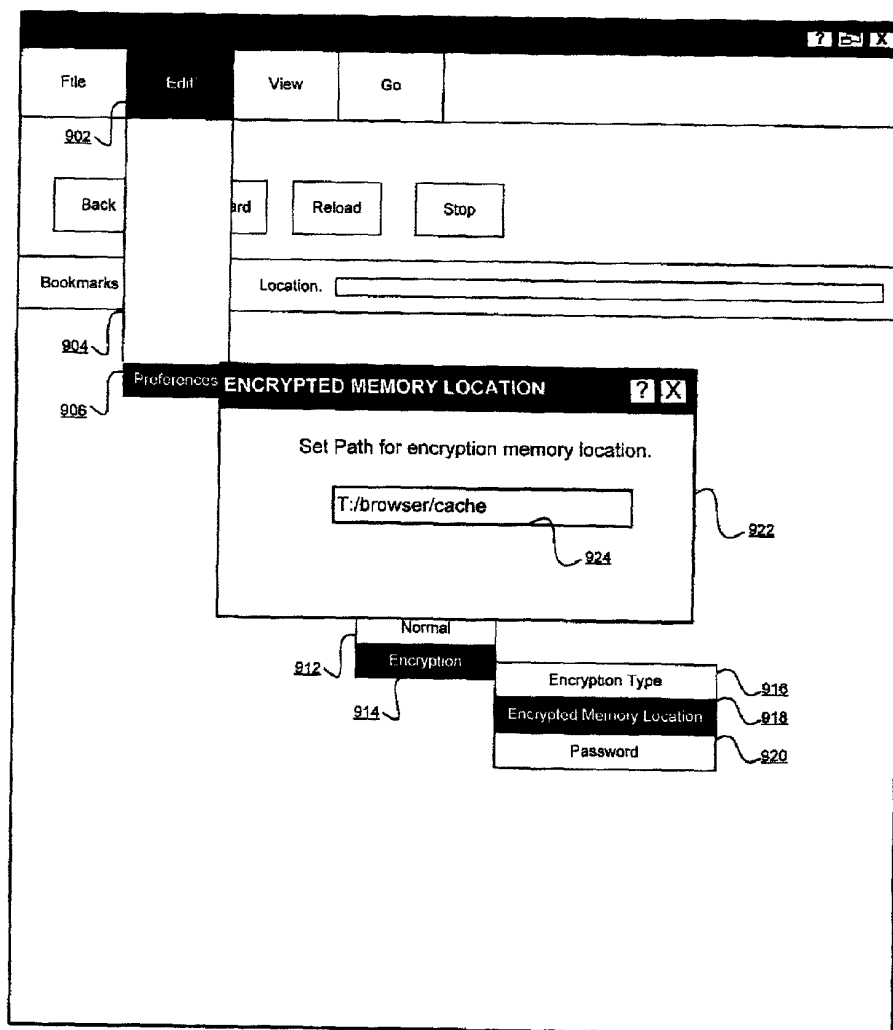 ? X
File Edit View Go
902
Back ard Reload Stop
Bookmarks Location.
904
Preferences ENCRYPTED MEMORY LOCATION ? X
906
Set Path for encryption memory location.
T:/browser/cache
922
924
Normal
912
Encryption
914
Encryption Type
916
Encrypted Memory Location
918
Password
920